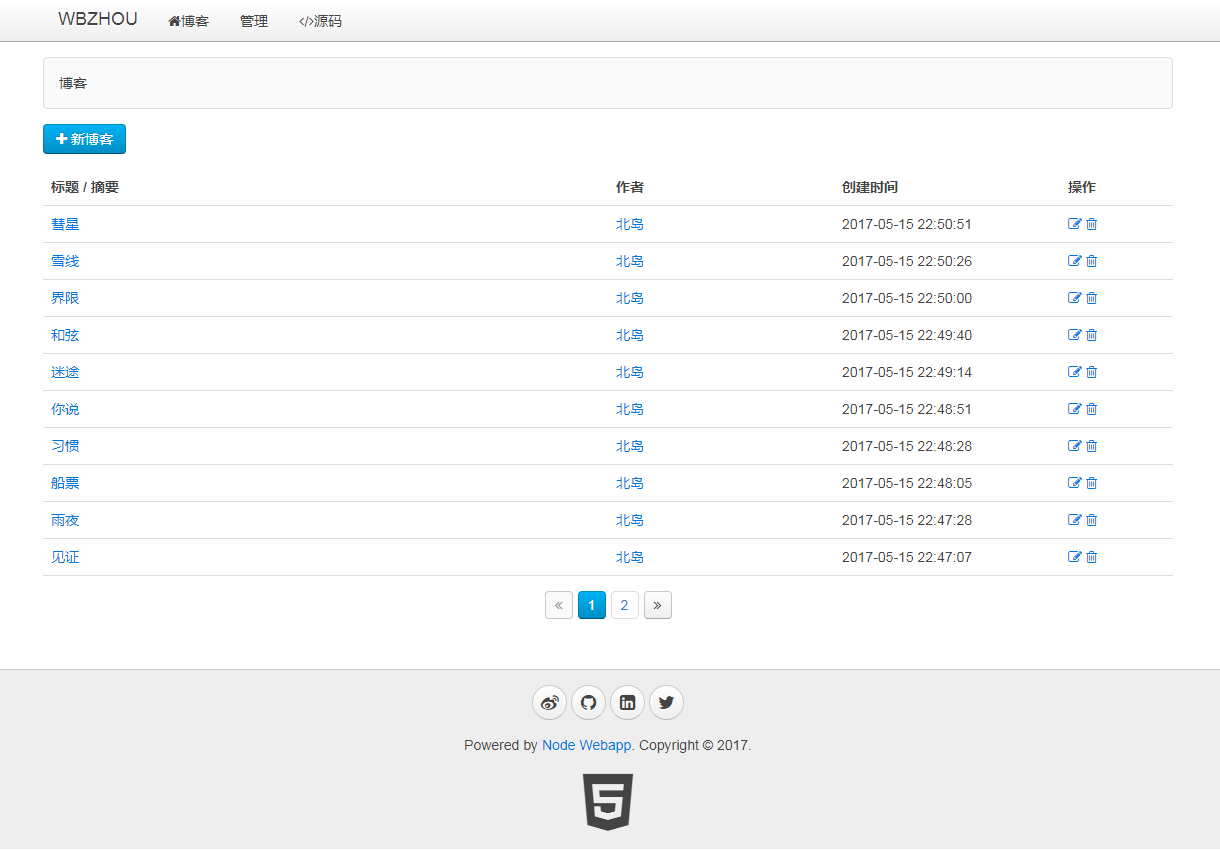 WBZHOU 博客 管理 </>源码
博客
新博客
标题 / 摘要 作者 创建时间 操作
彗星 北岛 2017-05-15 22:50:51
雪线 北岛 2017-05-15 22:50:26
界限 北岛 2017-05-15 22:50:00
和弦 北岛 2017-05-15 22:49:40
迷途 北岛 2017-05-15 22:49:14
你说 北岛 2017-05-15 22:48:51
习惯 北岛 2017-05-15 22:48:28
船票 北岛 2017-05-15 22:48:05
雨夜 北岛 2017-05-15 22:47:28
见证 北岛 2017-05-15 22:47:07
« 1 2 »
Powered by Node Webapp. Copyright © 2017.